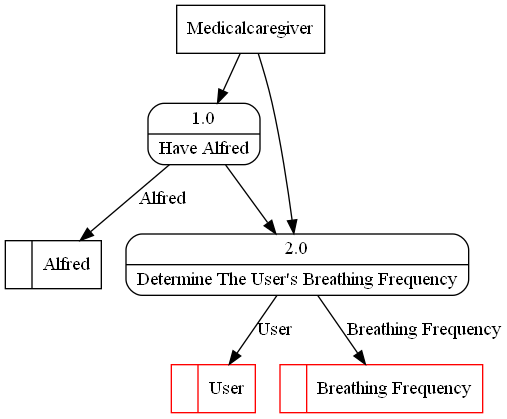 Medicalcaregiver
1.0
Have Alfred
Alfred
Alfred
2.0
Determine The User's Breathing Frequency
User
Breathing Frequency
User
Breathing Frequency